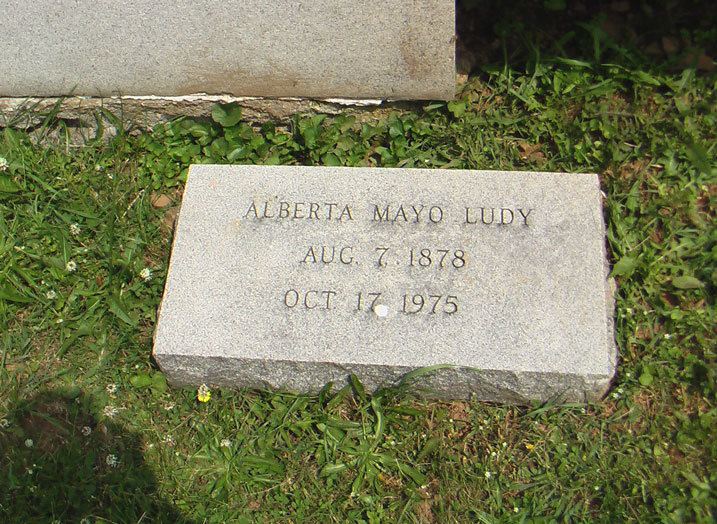 ALBERTA MAYO LUDY
AUG. 7, 1878
OCT 17 1975